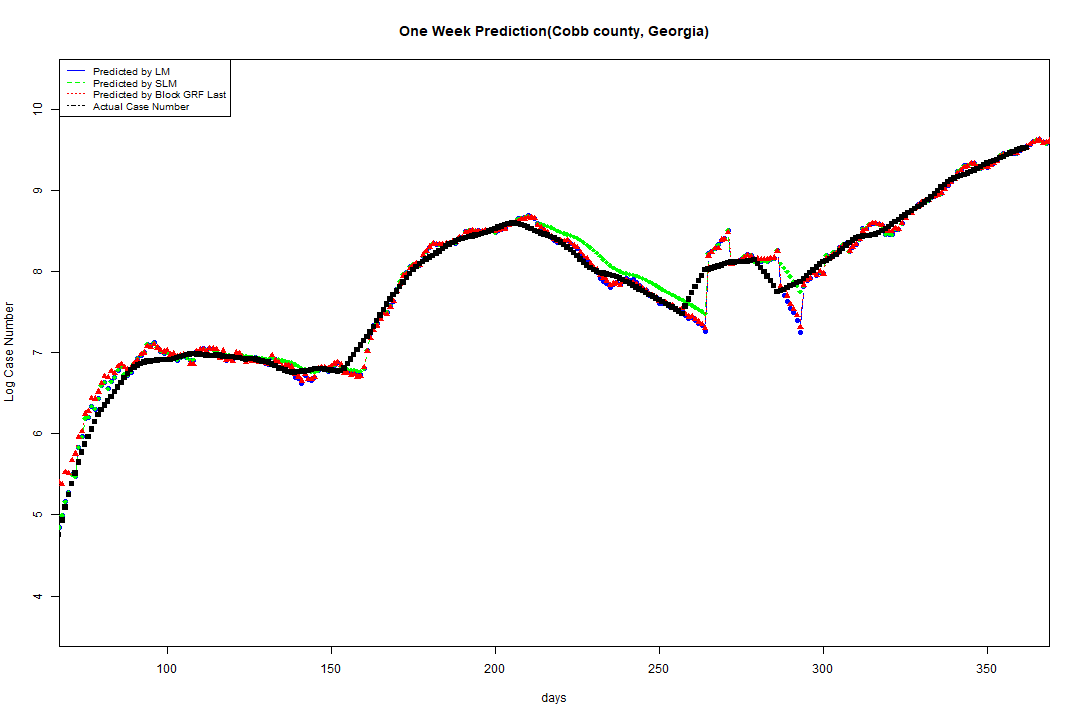 One Week Prediction(Cobb county, Georgia)
Predicted by LM
Predicted by SLM
Predicted by Block GRF Last
Actual Case Number
10
9
8
7
6
5
4
Log Case Number
100
150
200
250
300
350
days